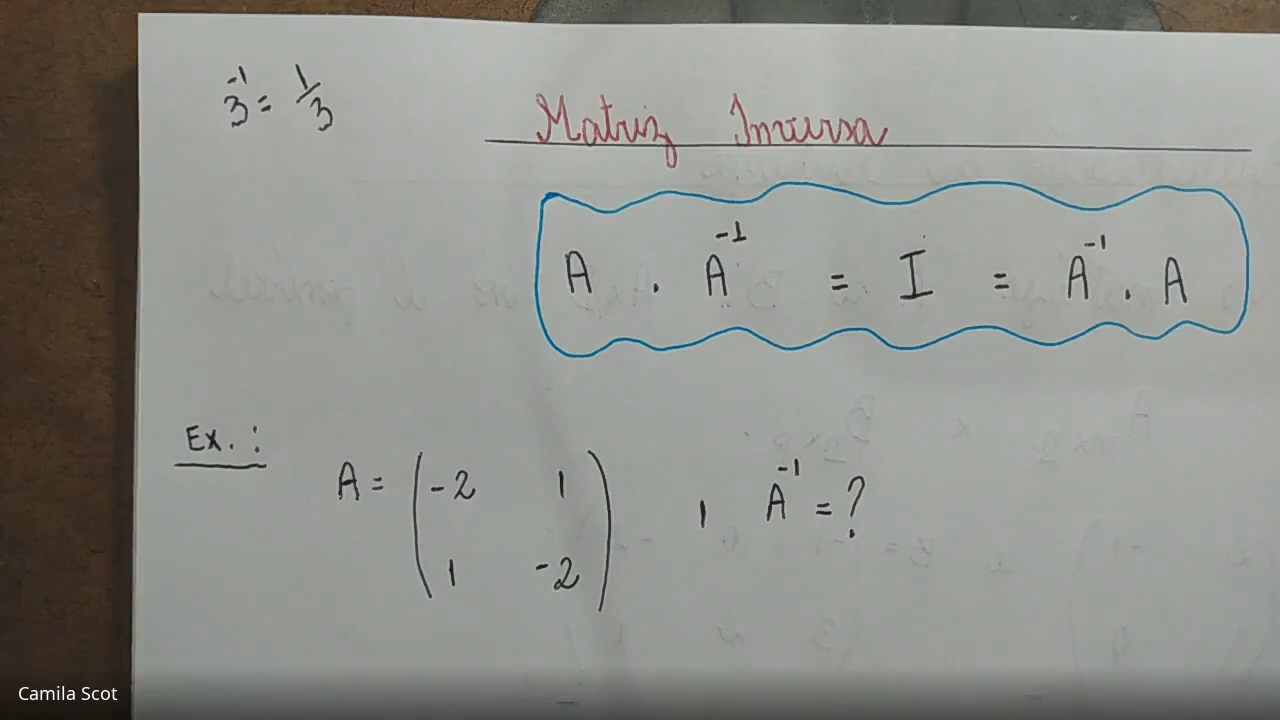 3⁻¹ = 1/3
Matriz Inversa
A . A⁻¹ = I = A⁻¹ . A
Ex. :
A = ( -2 1 ) , A⁻¹ = ?
( 1 -2 )
Camila Scot